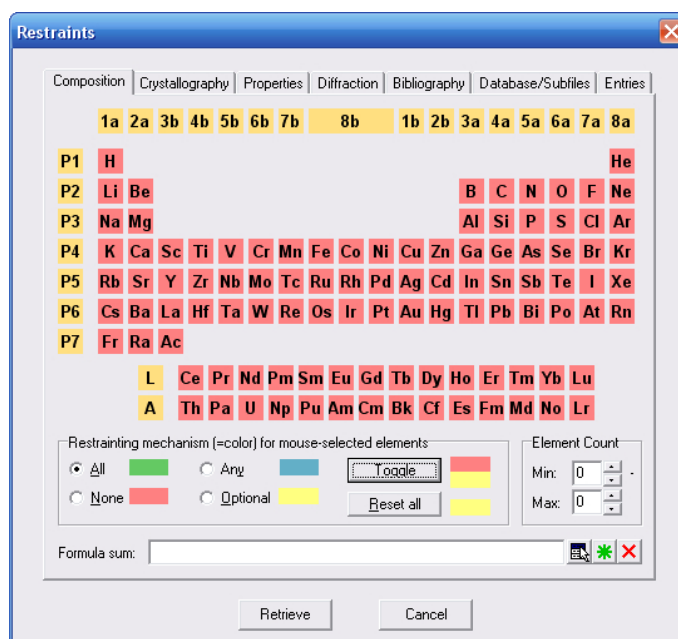 Restraints
Composition Crystallography Properties Diffraction Bibliography Database/Subfiles Entries
1a 2a 3b 4b 5b 6b 7b 8b 1b 2b 3a 4a 5a 6a 7a 8a
P1 H He
P2 Li Be B C N O F Ne
P3 Na Mg Al Si P S Cl Ar
P4 K Ca Sc Ti V Cr Mn Fe Co Ni Cu Zn Ga Ge As Se Br Kr
P5 Rb Sr Y Zr Nb Mo Tc Ru Rh Pd Ag Cd In Sn Sb Te I Xe
P6 Cs Ba La Hf Ta W Re Os Ir Pt Au Hg Tl Pb Bi Po At Rn
P7 Fr Ra Ac
L Ce Pr Nd Pm Sm Eu Gd Tb Dy Ho Er Tm Yb Lu
A Th Pa U Np Pu Am Cm Bk Cf Es Fm Md No Lr
Restrainting mechanism (=color) for mouse-selected elements Element Count
All Any Toggle Min: 0 -
None Optional Reset all Max: 0
Formula sum:
Retrieve Cancel